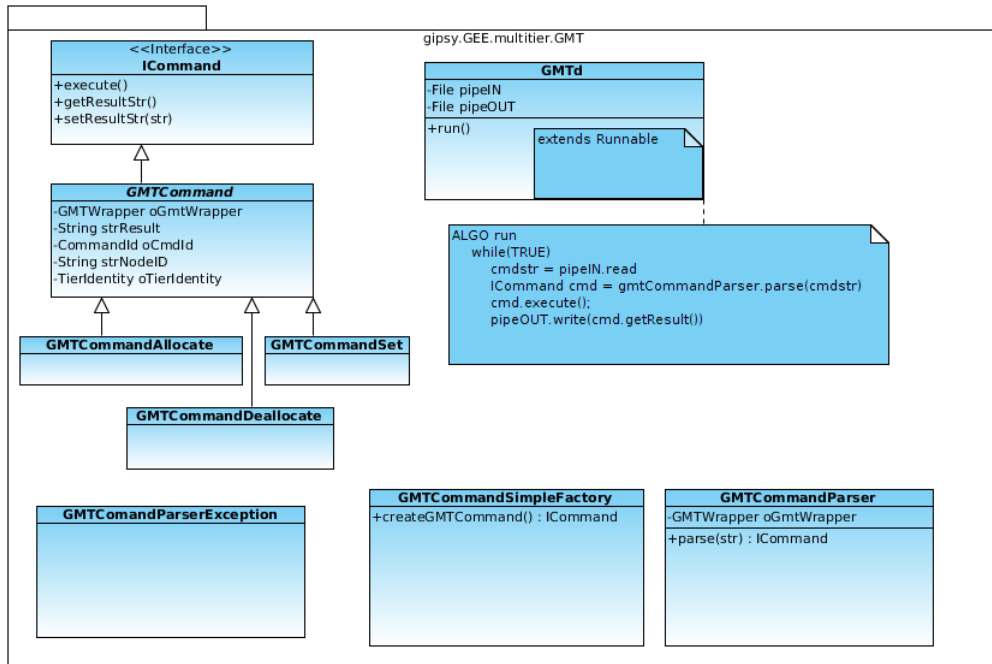 gipsy.GEE.multitier.GMT
<<Interface>>
ICommand
+execute()
+getResultStr()
+setResultStr(str)
GMTd
-File pipeIN
-File pipeOUT
+run()
extends Runnable
GMTCommand
-GMTWrapper oGmtWrapper
-String strResult
-CommandId oCmdId
-String strNodeID
-TierIdentity oTierIdentity
ALGO run
while(TRUE)
cmdstr = pipeIN.read
ICommand cmd = gmtCommandParser.parse(cmdstr)
cmd.execute();
pipeOUT.write(cmd.getResult())
GMTCommandAllocate
GMTCommandSet
GMTCommandDeallocate
GMTComandParserException
GMTCommandSimpleFactory
+createGMTCommand() : ICommand
GMTCommandParser
-GMTWrapper oGmtWrapper
+parse(str) : ICommand